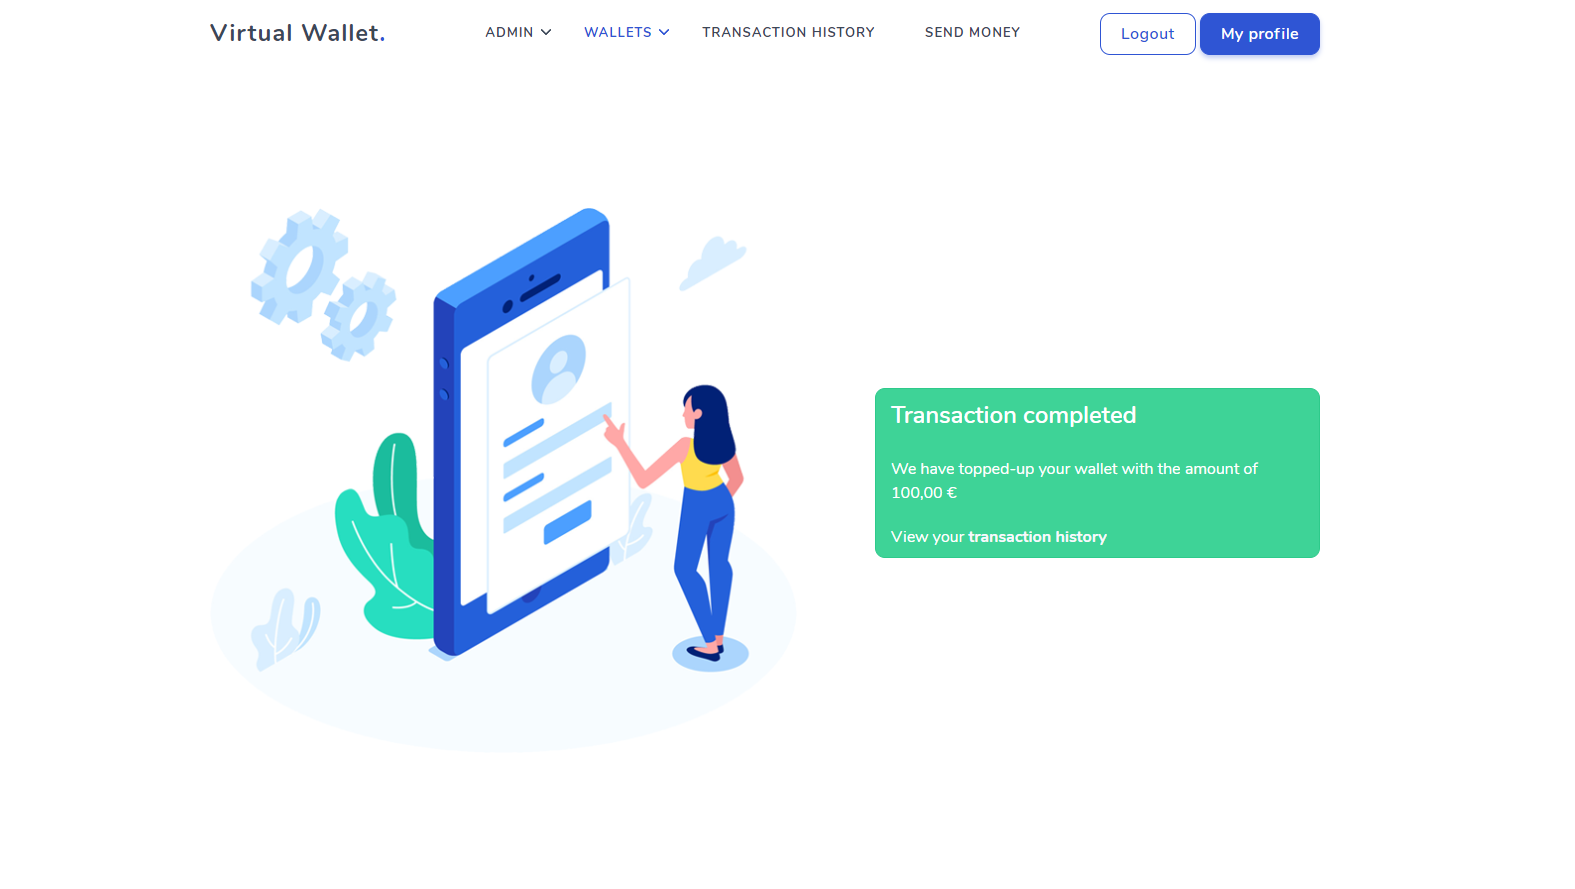 Virtual Wallet.
ADMIN
WALLETS
TRANSACTION HISTORY
SEND MONEY
Logout
My profile
Transaction completed
We have topped-up your wallet with the amount of
100,00 €
View your transaction history